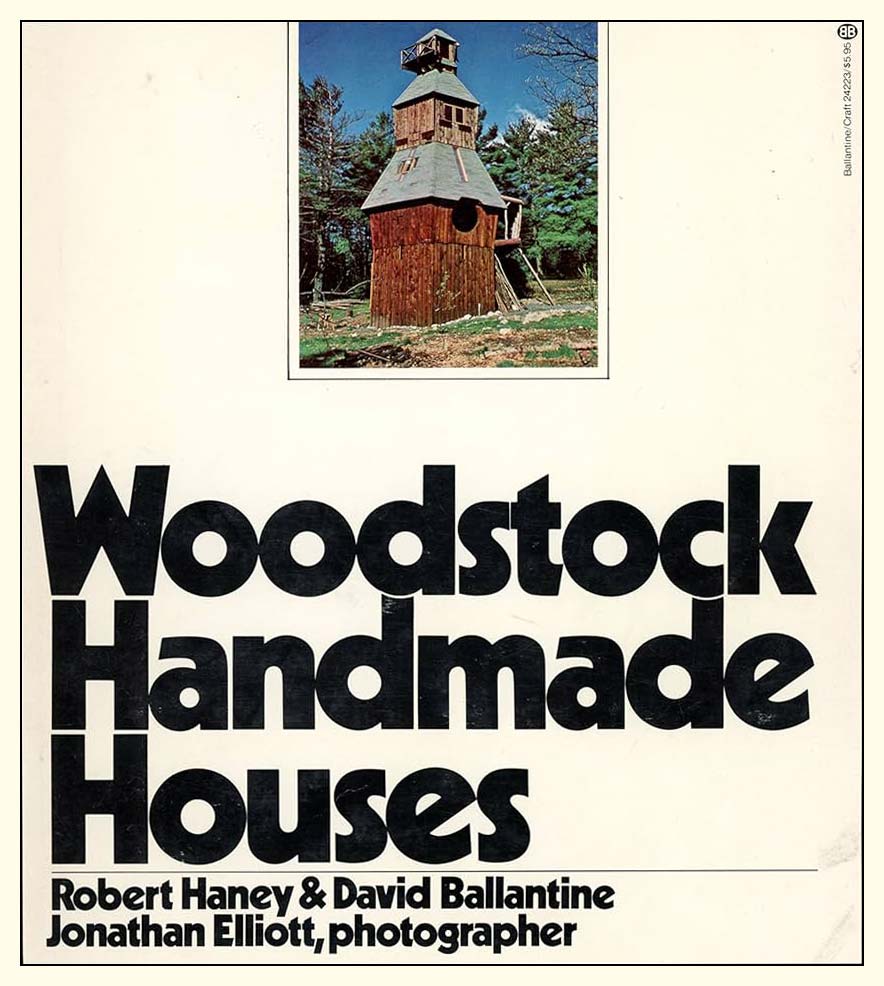 BB
Ballantine/Craft 24223/$5.95
Woodstock
Handmade
Houses
Robert Haney & David Ballantine
Jonathan Elliott, photographer